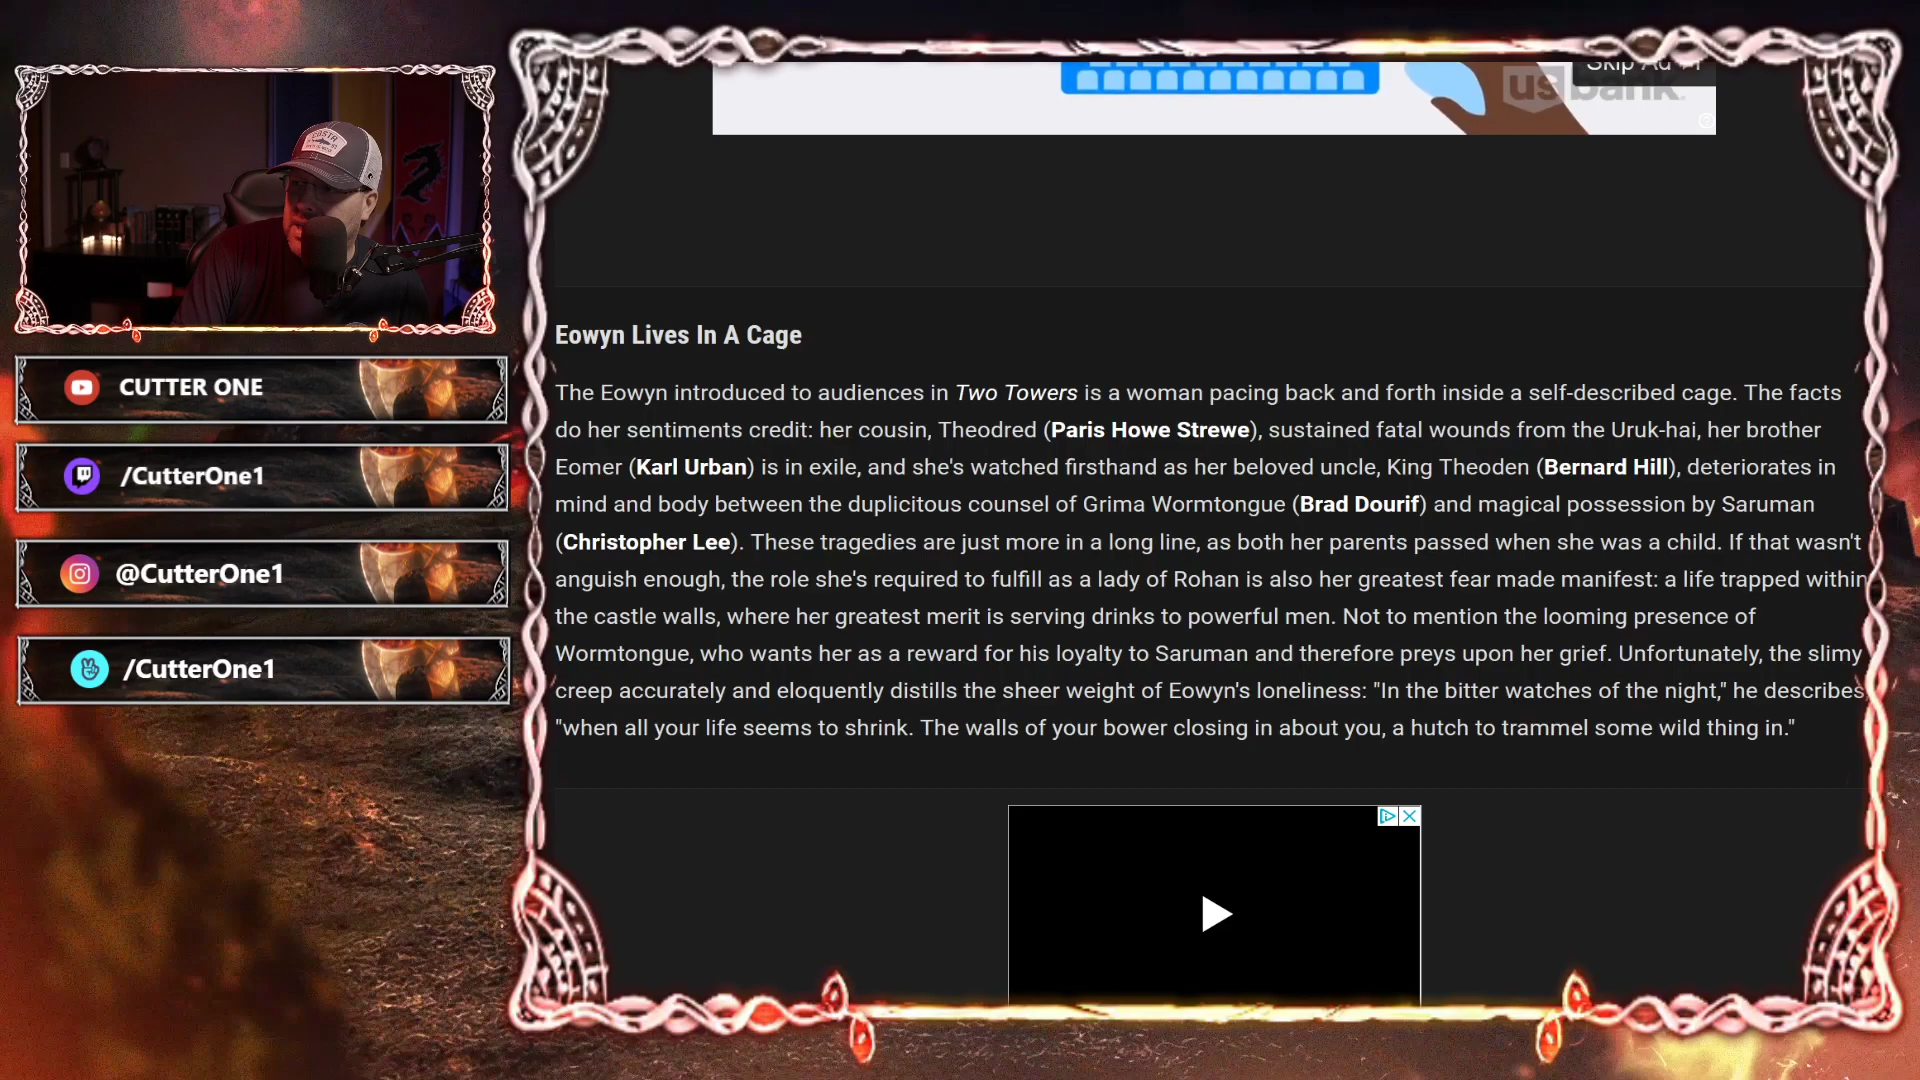 Skip Ad
us bank
COSTA
CUTTER ONE
/CutterOne1
@CutterOne1
/CutterOne1
Eowyn Lives In A Cage
The Eowyn introduced to audiences in Two Towers is a woman pacing back and forth inside a self-described cage. The facts
do her sentiments credit: her cousin, Theodred (Paris Howe Strewe), sustained fatal wounds from the Uruk-hai, her brother
Eomer (Karl Urban) is in exile, and she's watched firsthand as her beloved uncle, King Theoden (Bernard Hill), deteriorates in
mind and body between the duplicitous counsel of Grima Wormtongue (Brad Dourif) and magical possession by Saruman
(Christopher Lee). These tragedies are just more in a long line, as both her parents passed when she was a child. If that wasn't
anguish enough, the role she's required to fulfill as a lady of Rohan is also her greatest fear made manifest: a life trapped within
the castle walls, where her greatest merit is serving drinks to powerful men. Not to mention the looming presence of
Wormtongue, who wants her as a reward for his loyalty to Saruman and therefore preys upon her grief. Unfortunately, the slimy
creep accurately and eloquently distills the sheer weight of Eowyn's loneliness: "In the bitter watches of the night," he describes,
"when all your life seems to shrink. The walls of your bower closing in about you, a hutch to trammel some wild thing in."